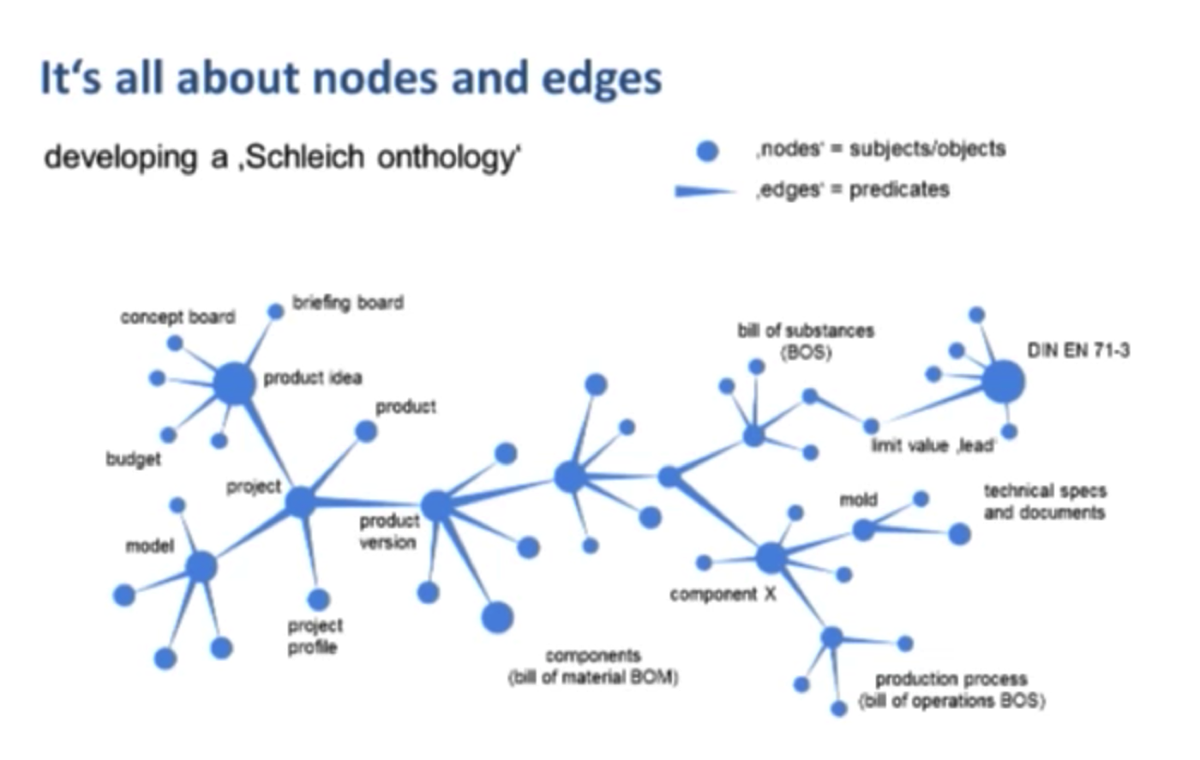 It‘s all about nodes and edges
developing a ‚Schleich onthology‘
‚nodes‘ = subjects/objects
‚edges‘ = predicates
briefing board
concept board
product idea
product
budget
project
product
version
model
project
profile
components
(bill of material BOM)
bill of substances
(BOS)
DIN EN 71-3
limit value ‚lead‘
mold
technical specs
and documents
component X
production process
(bill of operations BOS)